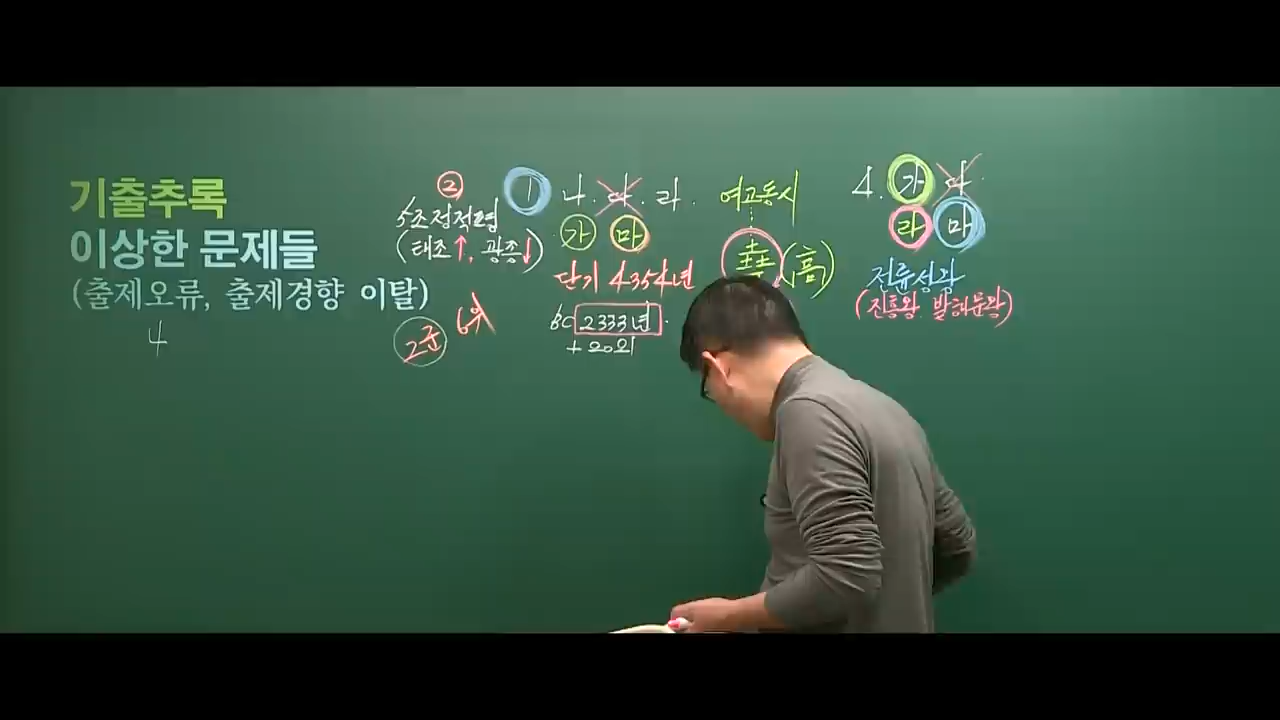 기출추록
이상한 문제들
(출제오류, 출제경향 이탈)
4
②
5조정적평
(태조↑, 광종↓)
2군 6위
1 나. 다. 라.
가 마
단기 4354년
BC 2333년.
+ 2021
여고동시
(高)
4. 가 나.
라 마
전륜성왕
(진흥왕 발해문왕)